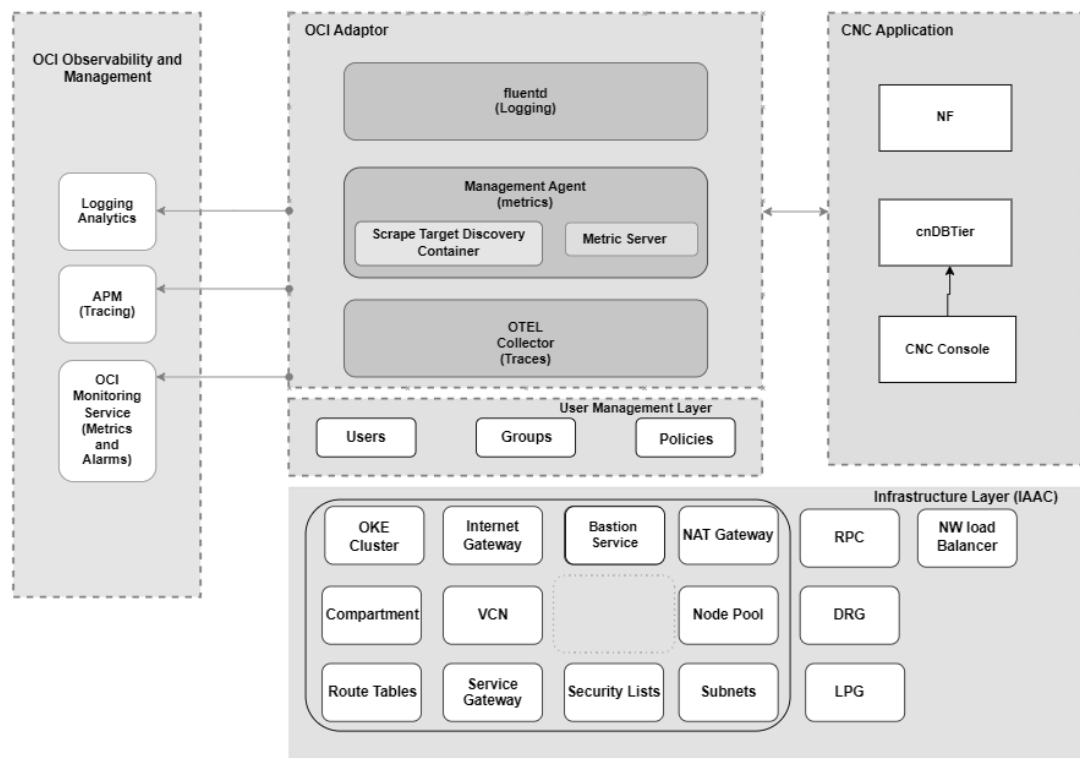 OCI Observability and
Management
Logging
Analytics
APM
(Tracing)
OCI
Monitoring
Service
(Metrics
and
Alarms)
OCI Adaptor
fluentd
(Logging)
Management Agent
(metrics)
Scrape Target Discovery
Container
Metric Server
OTEL
Collector
(Traces)
CNC Application
NF
cnDBTier
CNC Console
User Management Layer
Users
Groups
Policies
Infrastructure Layer (IAAC)
OKE
Cluster
Internet
Gateway
Bastion
Service
NAT Gateway
RPC
NW load
Balancer
Compartment
VCN
Node Pool
DRG
Route Tables
Service
Gateway
Security Lists
Subnets
LPG